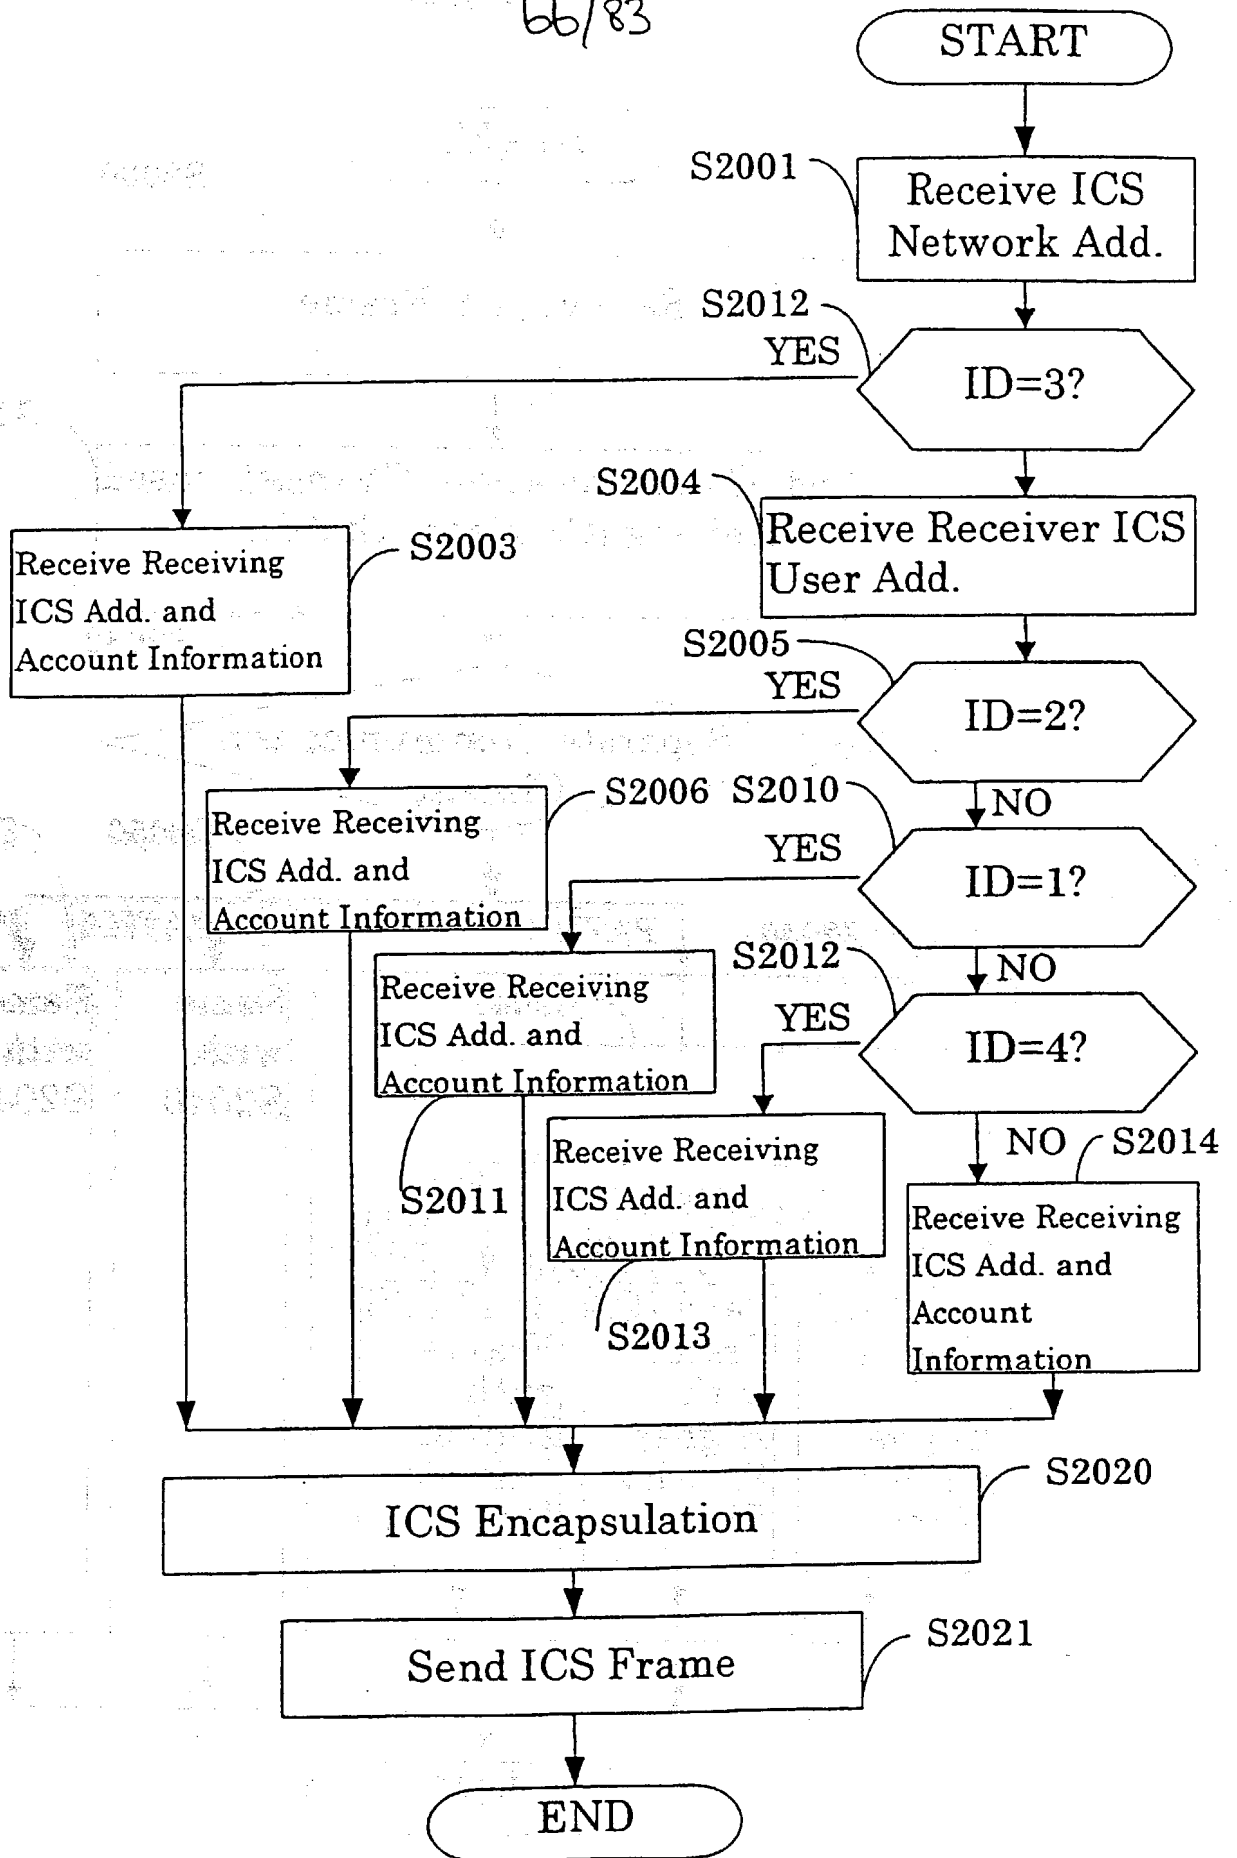 66/83
START
S2001
Receive ICS
Network Add.
S2012
YES
ID=3?
S2004
Receive Receiver ICS
User Add.
S2003
Receive Receiving
ICS Add. and
Account Information
S2005
YES
ID=2?
NO
S2006
Receive Receiving
ICS Add. and
Account Information
S2010
YES
ID=1?
NO
Receive Receiving
ICS Add. and
Account Information
S2011
S2012
YES
ID=4?
NO
S2014
Receive Receiving
ICS Add. and
Account Information
S2013
Receive Receiving
ICS Add. and
Account
Information
S2020
ICS Encapsulation
S2021
Send ICS Frame
END